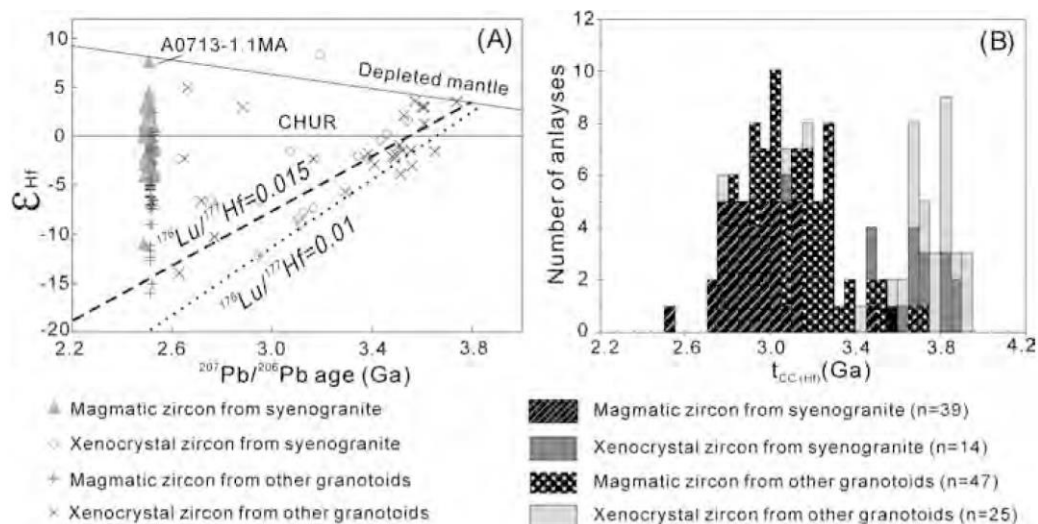 10
5
0
-5
-10
-15
-20
εHf
(A)
A0713-1.1MA
Depleted mantle
CHUR
¹⁷⁶Lu/¹⁷⁷Hf=0.015
¹⁷⁶Lu/¹⁷⁷Hf=0.01
2.2 2.6 3.0 3.4 3.8
²⁰⁷Pb/²⁰⁶Pb age (Ga)
12
10
8
6
4
2
0
Number of anlayses
(B)
2.2 2.6 3.0 3.4 3.8 4.2
tCC(Hf)(Ga)
Magmatic zircon from syenogranite
Xenocrystal zircon from syenogranite
Magmatic zircon from other granotoids
Xenocrystal zircon from other granotoids
Magmatic zircon from syenogranite (n=39)
Xenocrystal zircon from syenogranite (n=14)
Magmatic zircon from other granotoids (n=47)
Xenocrystal zircon from other granotoids (n=25)